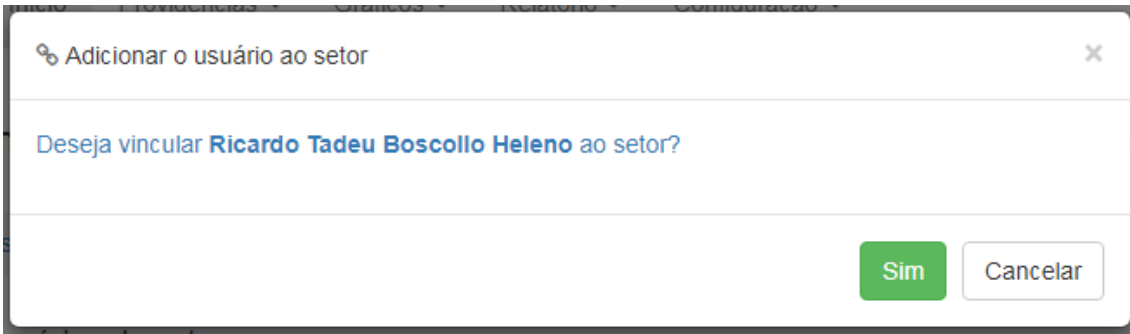 Adicionar o usuário ao setor
×
Deseja vincular Ricardo Tadeu Boscollo Heleno ao setor?
Sim Cancelar